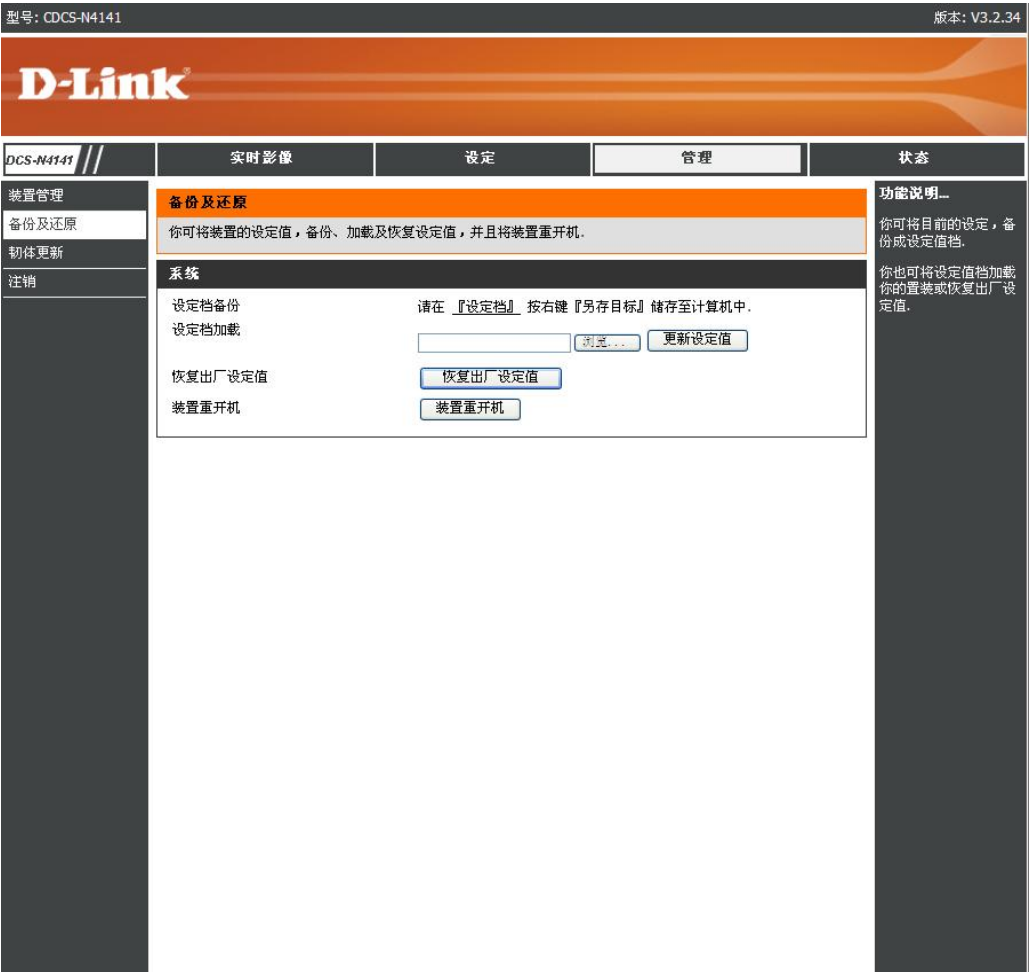 型号: CDCS-N4141
版本: V3.2.34
D-Link®
DCS-N4141
实时影像
设定
管理
状态
装置管理
备份及还原
韧体更新
注销
备份及还原
你可将装置的设定值，备份、加载及恢复设定值，并且将装置重开机.
系统
设定档备份
请在 『设定档』 按右键『另存目标』储存至计算机中.
设定档加载
浏览...
更新设定值
恢复出厂设定值
恢复出厂设定值
装置重开机
装置重开机
功能说明...
你可将目前的设定，备
份成设定值档.
你也可将设定值档加载
你的置装或恢复出厂设
定值.